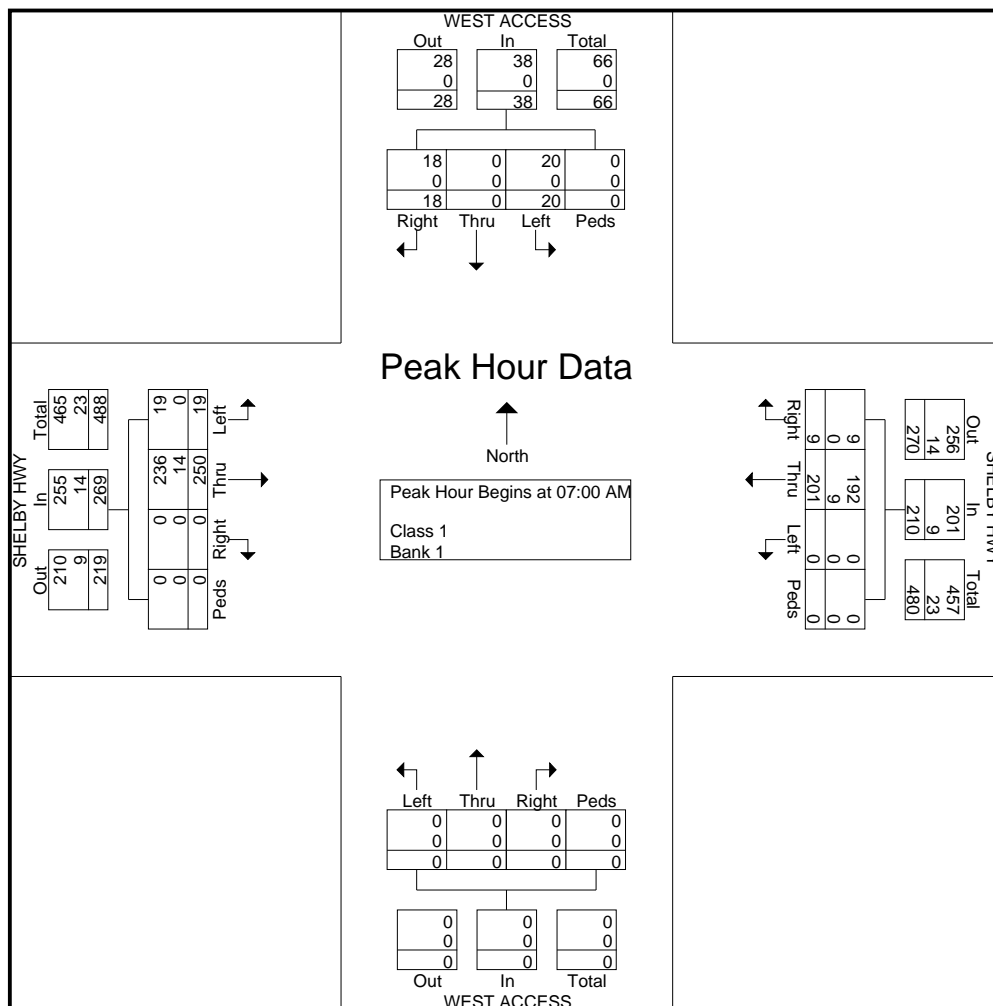 WEST ACCESS
Out In Total
28 38 66
0 0 0
28 38 66
18 0 20 0
0 0 0 0
18 0 20 0
Right Thru Left Peds
Peak Hour Data
North
Peak Hour Begins at 07:00 AM
Class 1
Bank 1
SHELBY HWY
Out In Total
210 255 465
9 14 23
219 269 488
0 0 236 19
0 0 14 0
0 0 250 19
Peds Right Thru Left
SHELBY HWY
Out In Total
256 201 457
14 9 23
270 210 480
9 192 0 0
0 9 0 0
9 201 0 0
Right Thru Left Peds
Left Thru Right Peds
0 0 0 0
0 0 0 0
0 0 0 0
0 0 0
0 0 0
0 0 0
Out In Total
WEST ACCESS